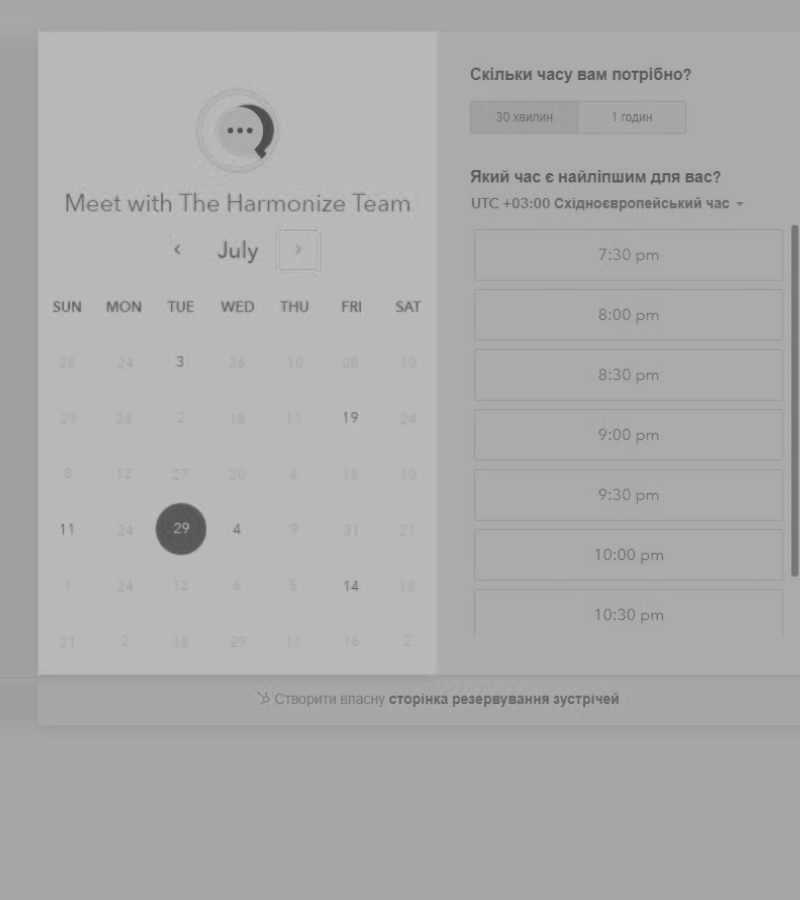 Meet with The Harmonize Team
July
SUN MON TUE WED THU FRI SAT
25 24 3 26 10 28 10
29 26 2 18 11 19 24
8 12 27 20 4 18 10
11 24 29 4 9 31 21
1 24 12 6 5 14 18
21 2 18 29 11 16 2
Скільки часу вам потрібно?
30 хвилин 1 годин
Який час є найліпшим для вас?
UTC +03:00 Східноєвропейський час
7:30 pm
8:00 pm
8:30 pm
9:00 pm
9:30 pm
10:00 pm
10:30 pm
Створити власну сторінка резервування зустрічей